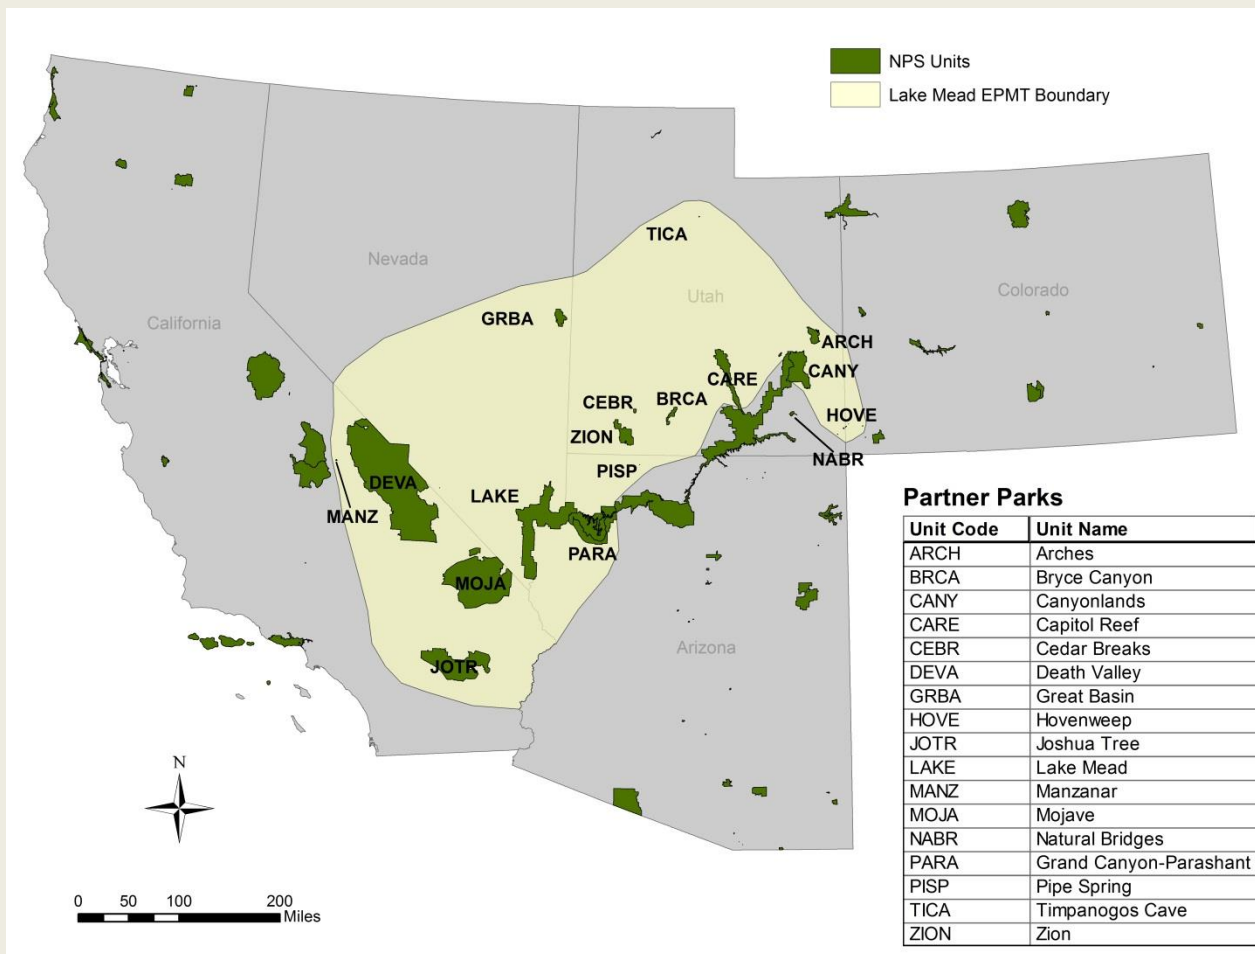 NPS Units
Lake Mead EPMT Boundary
TICA
Nevada
Utah
Colorado
California
GRBA
ARCH
CANY
CARE
BRCA
CEBR
HOVE
ZION
NABR
PISP
DEVA
LAKE
MANZ
PARA
MOJA
Arizona
JOTR
N
0 50 100 200
Miles
Partner Parks
Unit Code Unit Name
ARCH Arches
BRCA Bryce Canyon
CANY Canyonlands
CARE Capitol Reef
CEBR Cedar Breaks
DEVA Death Valley
GRBA Great Basin
HOVE Hovenweep
JOTR Joshua Tree
LAKE Lake Mead
MANZ Manzanar
MOJA Mojave
NABR Natural Bridges
PARA Grand Canyon-Parashant
PISP Pipe Spring
TICA Timpanogos Cave
ZION Zion